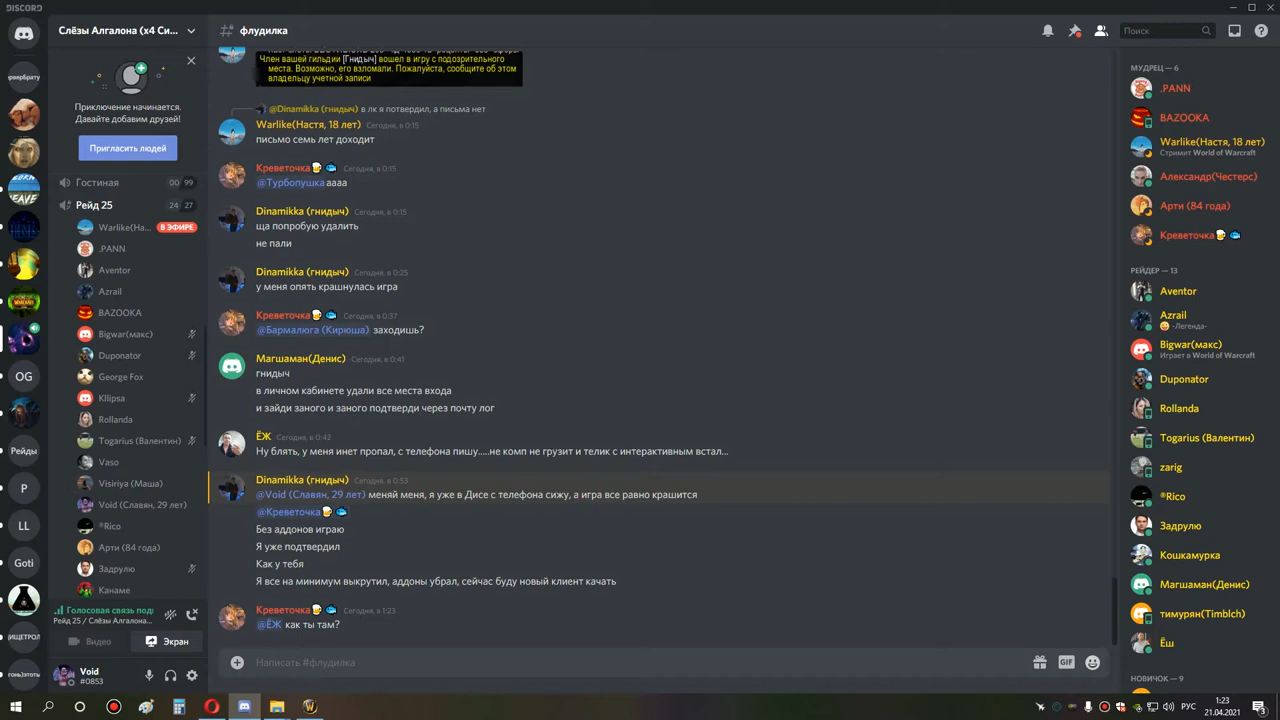 DISCORD
Слёзы Алгалона (x4 Си...
флудилка
Поиск
Приключение начинается.
Давайте добавим друзей!
Пригласить людей
Гостиная 00 99
Рейд 25 24 27
Warlike(На... В ЭФИРЕ
.PANN
Aventor
Azrail
BAZOOKA
Bigwar(макс)
Duponator
George Fox
Kllipsa
Rollanda
Togarius (Валентин)
Vaso
Visiriya (Маша)
Void (Славян, 29 лет)
®Rico
Арти (84 года)
Задрулю
Канаме
Голосовая связь под
Рейд 25 / Слёзы Алгалона...
Видео
Экран
Void
#0853
OG
Рейды
P
LL
Goti
Член вашей гильдии [Гнидыч] вошел в игру с подозрительного
места. Возможно, его взломали. Пожалуйста, сообщите об этом
владельцу учетной записи
@Dinamikka (гнидыч) в лк я потвердил, а письма нет
Warlike(Настя, 18 лет) Сегодня, в 0:15
письмо семь лет доходит
Креветочка🍺 🐟 Сегодня, в 0:15
@Турбопушка аааа
Dinamikka (гнидыч) Сегодня, в 0:15
ща попробую удалить
не пали
Dinamikka (гнидыч) Сегодня, в 0:25
у меня опять крашнулась игра
Креветочка🍺 🐟 Сегодня, в 0:37
@Бармалюга (Кирюша) заходишь?
Магшаман(Денис) Сегодня, в 0:41
гнидыч
в личном кабинете удали все места входа
и зайди заного и заного подтверди через почту лог
ЁЖ Сегодня, в 0:42
Ну блять, у меня инет пропал, с телефона пишу.....не комп не грузит и телик с интерактивным встал...
Dinamikka (гнидыч) Сегодня, в 0:53
@Void (Славян, 29 лет) меняй меня, я уже в Дисе с телефона сижу, а игра все равно крашится
@Креветочка🍺 🐟
Без аддонов играю
Я уже подтвердил
Как у тебя
Я все на минимум выкрутил, аддоны убрал, сейчас буду новый клиент качать
Креветочка🍺 🐟 Сегодня, в 1:23
@ЁЖ как ты там?
Написать #флудилка
GIF
МУДРЕЦ — 6
.PANN
BAZOOKA
Warlike(Настя, 18 лет)
Стримит World of Warcraft
Александр(Честерс)
Арти (84 года)
Креветочка🍺 🐟
РЕЙДЕР — 13
Aventor
Azrail
-Легенда-
Bigwar(макс)
Играет в World of Warcraft
Duponator
Rollanda
Togarius (Валентин)
zarig
®Rico
Задрулю
Кошкамурка
Магшаман(Денис)
тимурян(Timblch)
Ёш
НОВИЧОК — 9
РУС
1:23
21.04.2021